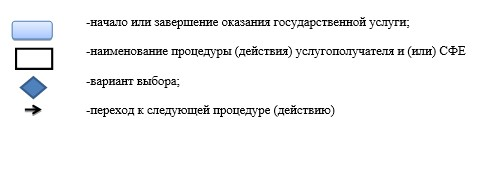 -начало или завершение оказания государственной услуги;
-наименование процедуры (действия) услугополучателя и (или) СФЕ
-вариант выбора;
-переход к следующей процедуре (действию)